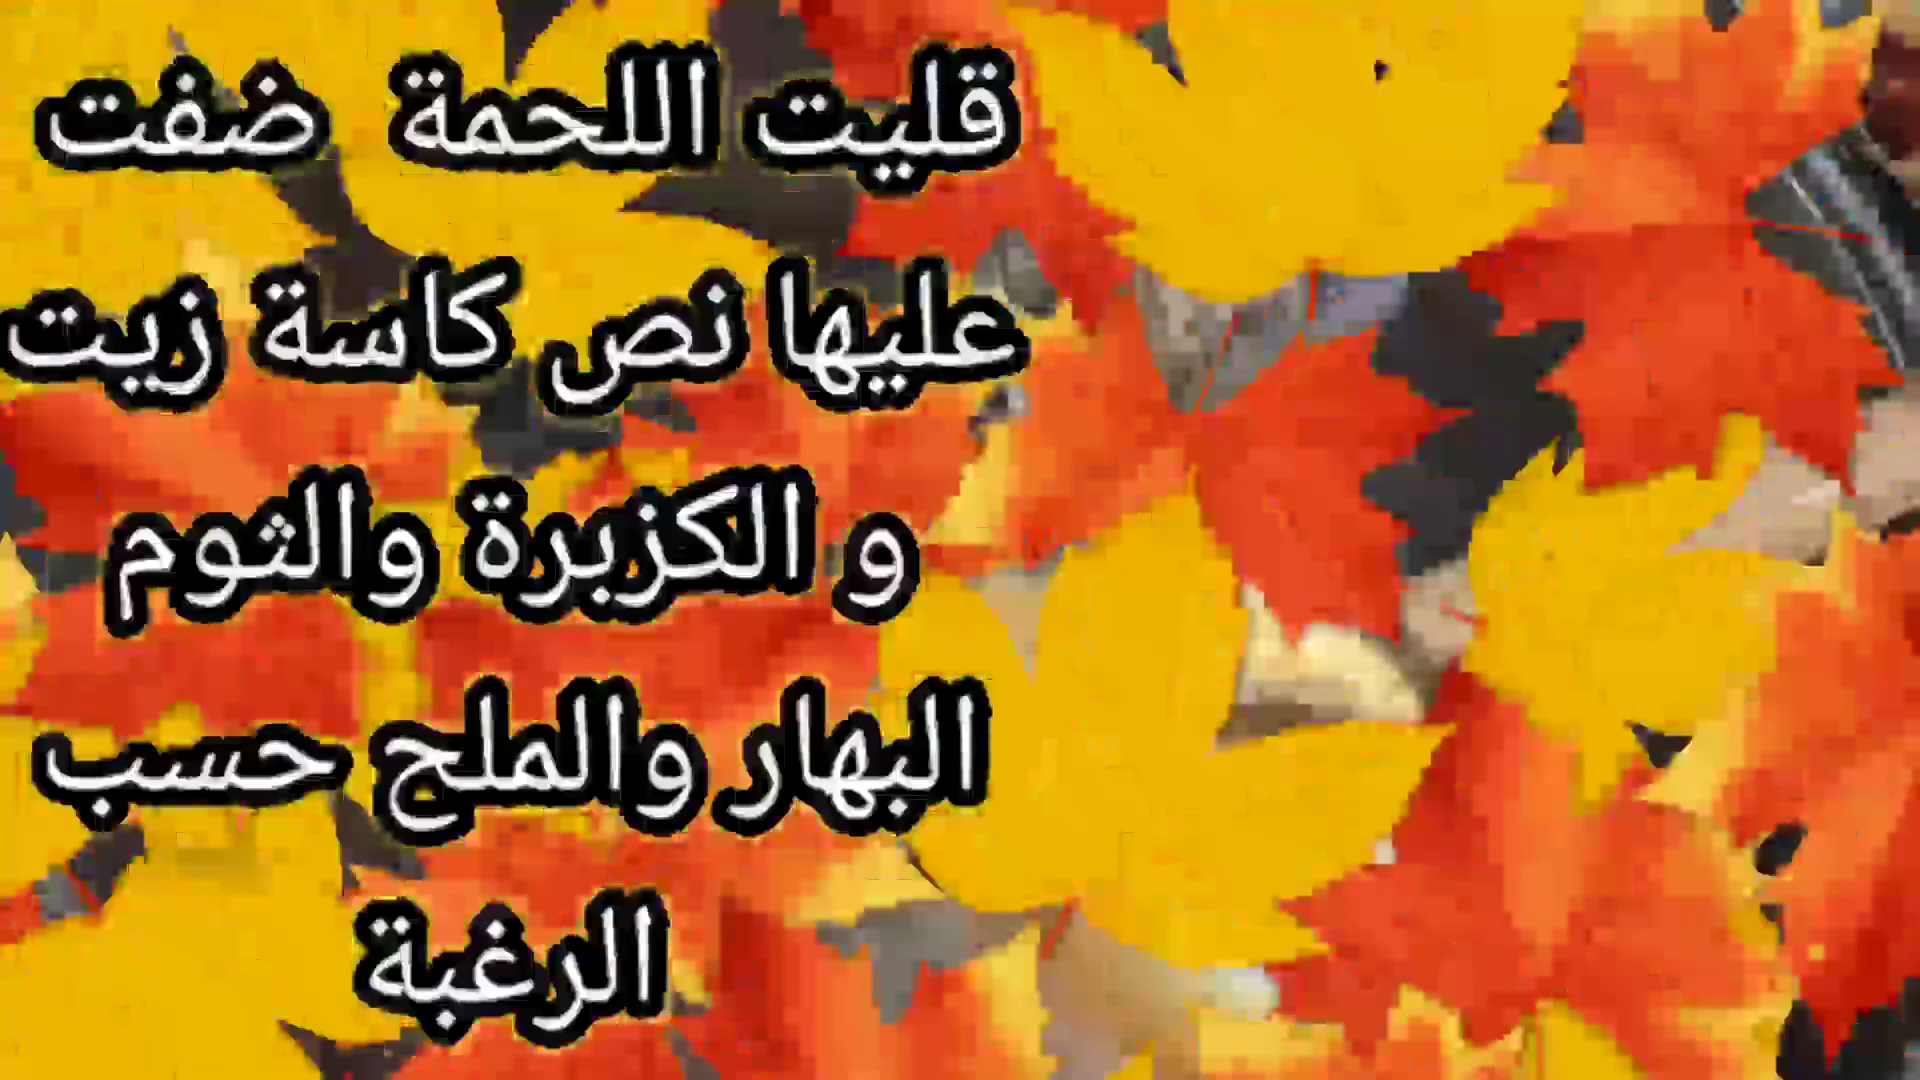 قليت اللحمة ضفت
عليها نص كاسة زيت
و الكزبرة والثوم
البهار والملح حسب
الرغبة